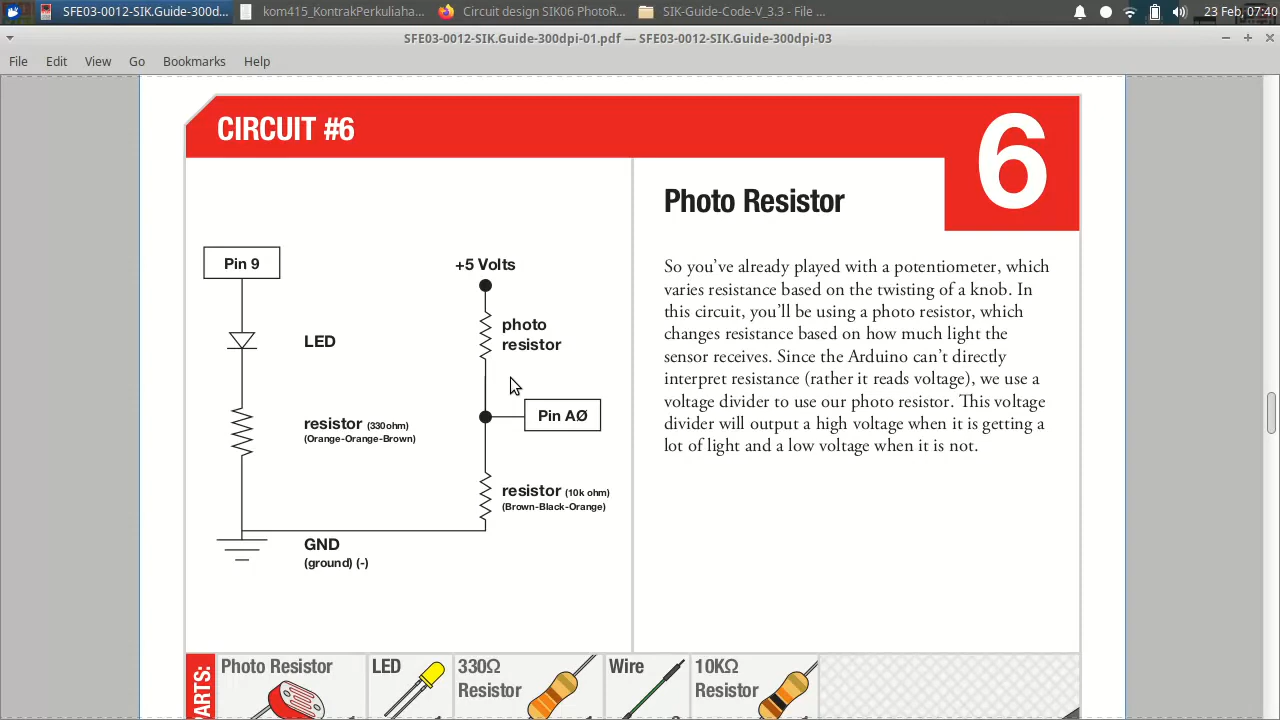 SFE03-0012-SIK.Guide-300d...
kom415_KontrakPerkuliaha...
Circuit design SIK06 PhotoR...
SIK-Guide-Code-V_3.3 - File ...
23 Feb, 07:40
SFE03-0012-SIK.Guide-300dpi-01.pdf — SFE03-0012-SIK.Guide-300dpi-03
File Edit View Go Bookmarks Help
CIRCUIT #6
6
Pin 9
LED
resistor (330ohm)
(Orange-Orange-Brown)
GND
(ground) (-)
+5 Volts
photo
resistor
Pin AØ
resistor (10k ohm)
(Brown-Black-Orange)
Photo Resistor
So you’ve already played with a potentiometer, which
varies resistance based on the twisting of a knob. In
this circuit, you’ll be using a photo resistor, which
changes resistance based on how much light the
sensor receives. Since the Arduino can’t directly
interpret resistance (rather it reads voltage), we use a
voltage divider to use our photo resistor. This voltage
divider will output a high voltage when it is getting a
lot of light and a low voltage when it is not.
Photo Resistor
LED
330Ω
Resistor
Wire
10KΩ
Resistor